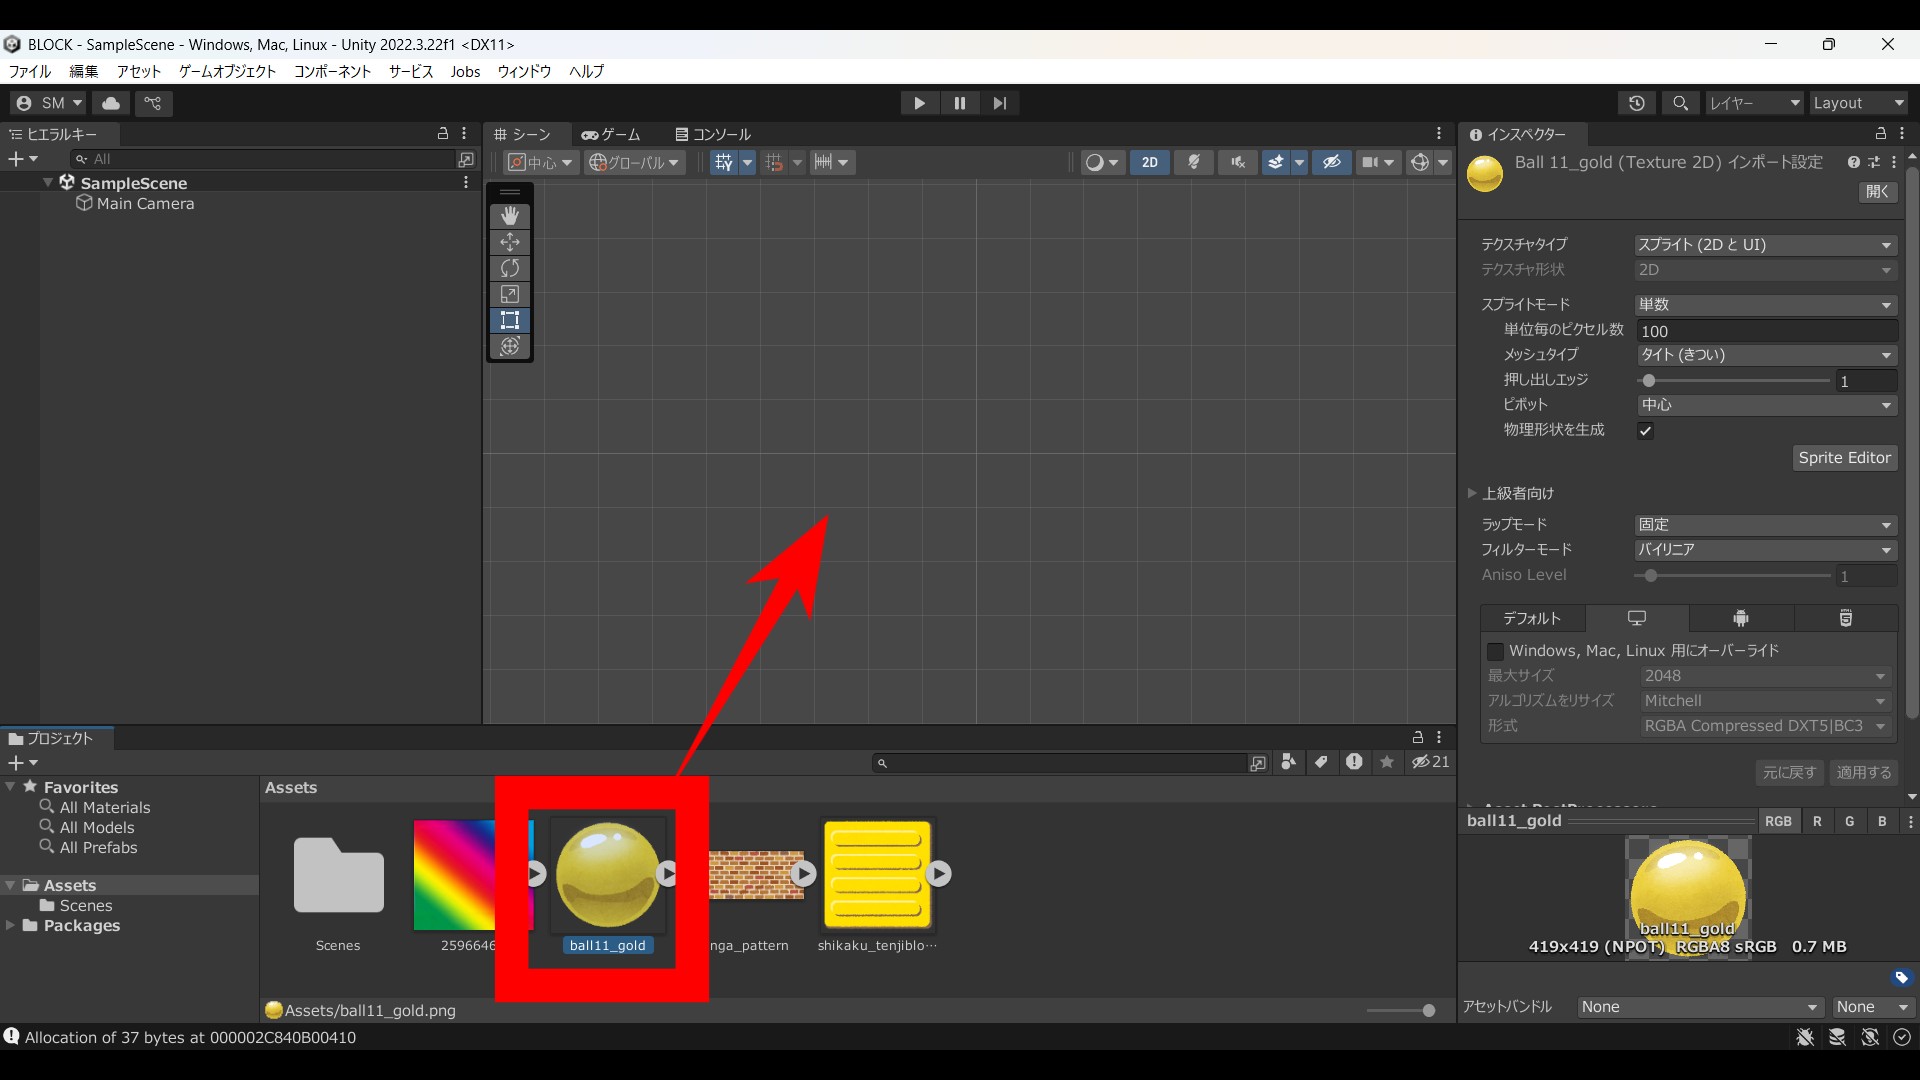 BLOCK - SampleScene - Windows, Mac, Linux - Unity 2022.3.22f1 <DX11>
ファイル 編集 アセット ゲームオブジェクト コンポーネント サービス Jobs ウィンドウ ヘルプ
SM
レイヤー
Layout
ヒエラルキー
All
SampleScene
Main Camera
シーン ゲーム コンソール
中心 グローバル
2D
インスペクター
Ball 11_gold (Texture 2D) インポート設定
開く
テクスチャタイプ スプライト (2D と UI)
テクスチャ形状 2D
スプライトモード 単数
単位毎のピクセル数 100
メッシュタイプ タイト (きつい)
押し出しエッジ 1
ピボット 中心
物理形状を生成
Sprite Editor
上級者向け
ラップモード 固定
フィルターモード バイリニア
Aniso Level 1
デフォルト
Windows, Mac, Linux 用にオーバーライド
最大サイズ 2048
アルゴリズムをリサイズ Mitchell
形式 RGBA Compressed DXT5|BC3
元に戻す 適用する
ball11_gold RGB R G B
ball11_gold
419x419 (NPOT) RGBA8 sRGB 0.7 MB
アセットバンドル None None
プロジェクト
21
Favorites
All Materials
All Models
All Prefabs
Assets
Scenes
Packages
Assets
Scenes 2596646 ball11_gold nga_pattern shikaku_tenjiblo…
Assets/ball11_gold.png
Allocation of 37 bytes at 000002C840B00410